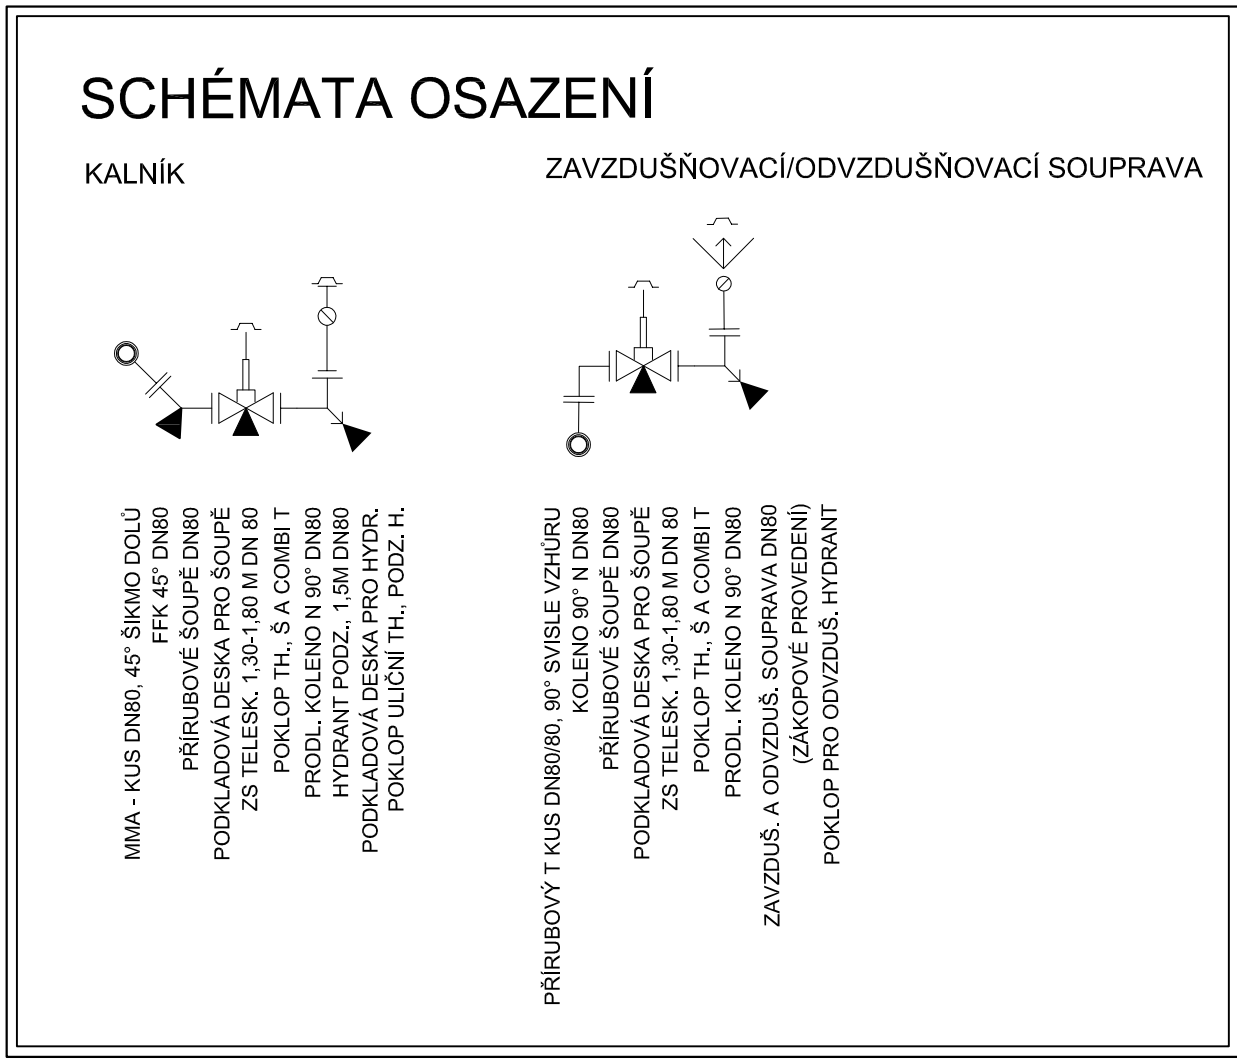 SCHÉMATA OSAZENÍ
KALNÍK
ZAVZDUŠŇOVACÍ/ODVZDUŠŇOVACÍ SOUPRAVA
MMA - KUS DN80, 45° ŠIKMO DOLŮ
FFK 45° DN80
PŘÍRUBOVÉ ŠOUPĚ DN80
PODKLADOVÁ DESKA PRO ŠOUPĚ
ZS TELESK. 1,30-1,80 M DN 80
POKLOP TH., Š A COMBI T
PRODL. KOLENO N 90° DN80
HYDRANT PODZ., 1,5M DN80
PODKLADOVÁ DESKA PRO HYDR.
POKLOP ULIČNÍ TH., PODZ. H.
PŘÍRUBOVÝ T KUS DN80/80, 90° SVISLE VZHŮRU
KOLENO 90° N DN80
PŘÍRUBOVÉ ŠOUPĚ DN80
PODKLADOVÁ DESKA PRO ŠOUPĚ
ZS TELESK. 1,30-1,80 M DN 80
POKLOP TH., Š A COMBI T
PRODL. KOLENO N 90° DN80
ZAVZDUŠ. A ODVZDUŠ. SOUPRAVA DN80
(ZÁKOPOVÉ PROVEDENÍ)
POKLOP PRO ODVZDUŠ. HYDRANT